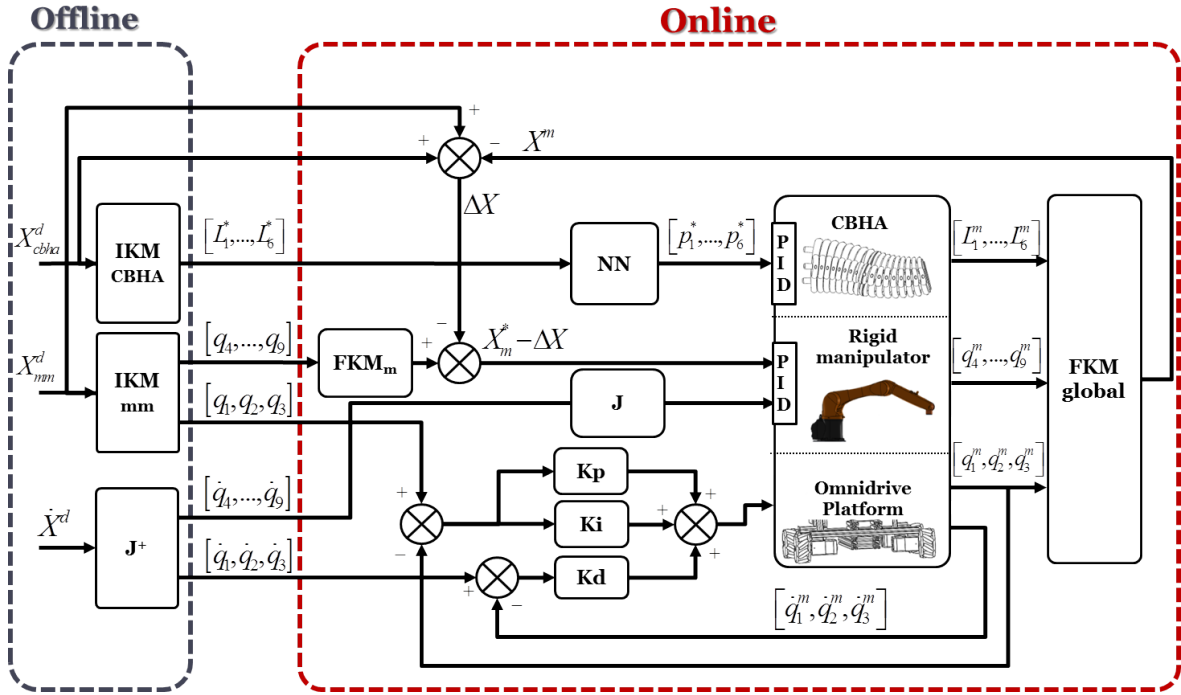 Offline
Online
+
+
−
X^m
ΔX
X^d_cbha
IKM
CBHA
[L^*_1,...,L^*_6]
NN
[p^*_1,...,p^*_6]
P
I
D
CBHA
[L^m_1,...,L^m_6]
X^d_mm
IKM
mm
[q_4,...,q_9]
[q_1,q_2,q_3]
FKM_m
−
+
X^*_m−ΔX
J
P
I
D
Rigid
manipulator
[q^m_4,...,q^m_9]
FKM
global
[q^m_1,q^m_2,q^m_3]
Ẋ^d
J+
[q̇_4,...,q̇_9]
[q̇_1,q̇_2,q̇_3]
+
−
Kp
Ki
Kd
+
+
+
+
−
Omnidrive
Platform
[q̇^m_1,q̇^m_2,q̇^m_3]